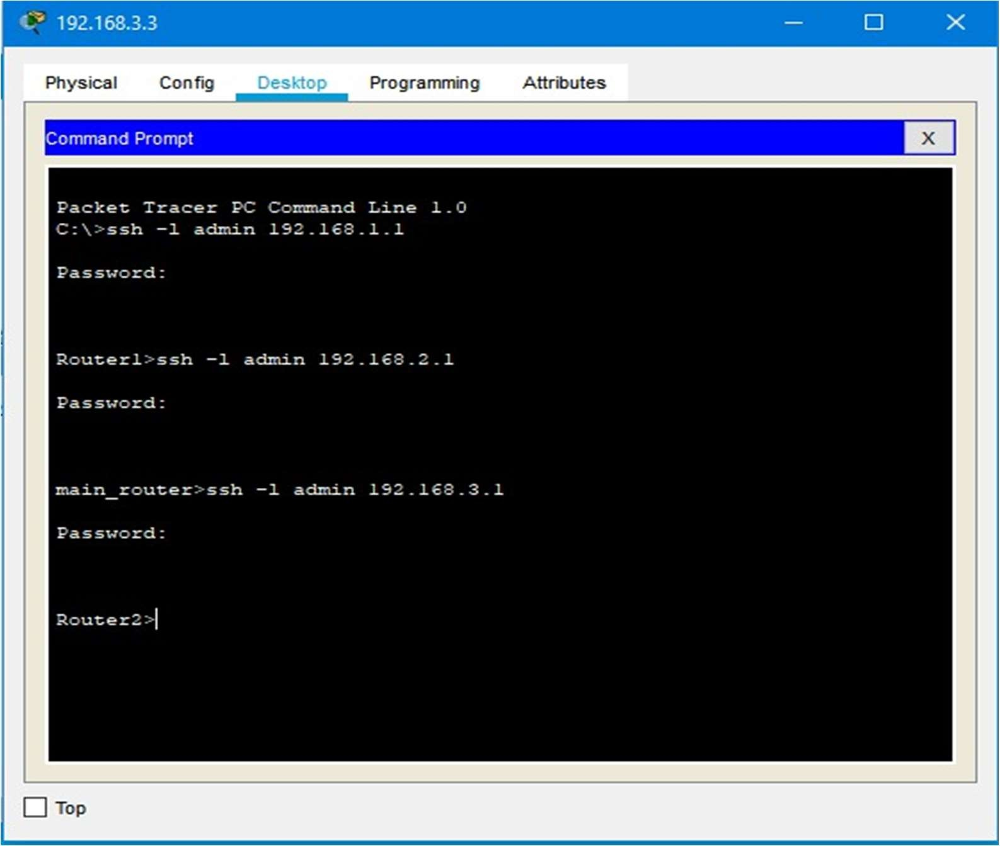 192.168.3.3
Physical Config Desktop Programming Attributes
Command Prompt X
Packet Tracer PC Command Line 1.0
C:\>ssh -l admin 192.168.1.1
Password:
Router1>ssh -l admin 192.168.2.1
Password:
main_router>ssh -l admin 192.168.3.1
Password:
Router2>
Top